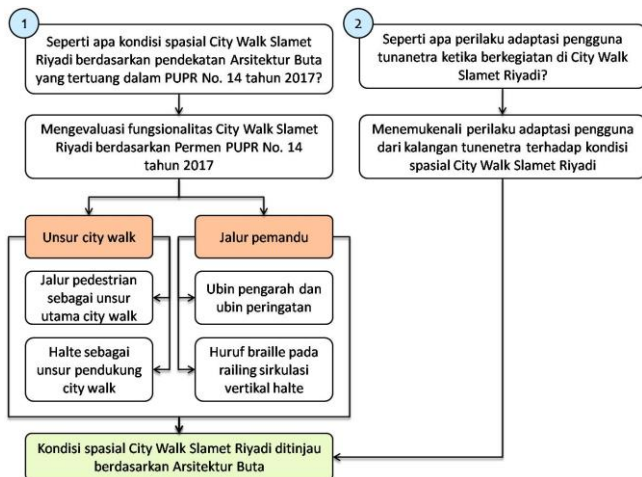 1
Seperti apa kondisi spasial City Walk Slamet
Riyadi berdasarkan pendekatan Arsitektur Buta
yang tertuang dalam PUPR No. 14 tahun 2017?
Mengevaluasi fungsionalitas City Walk Slamet
Riyadi berdasarkan Permen PUPR No. 14
tahun 2017
Unsur city walk
Jalur pedestrian
sebagai unsur
utama city walk
Halte sebagai
unsur pendukung
city walk
Jalur pemandu
Ubin pengarah dan
ubin peringatan
Huruf braille pada
railing sirkulasi
vertikal halte
2
Seperti apa perilaku adaptasi pengguna
tunanetra ketika berkegiatan di City Walk
Slamet Riyadi?
Menemukenali perilaku adaptasi pengguna
dari kalangan tunenetra terhadap kondisi
spasial City Walk Slamet Riyadi
Kondisi spasial City Walk Slamet Riyadi ditinjau
berdasarkan Arsitektur Buta